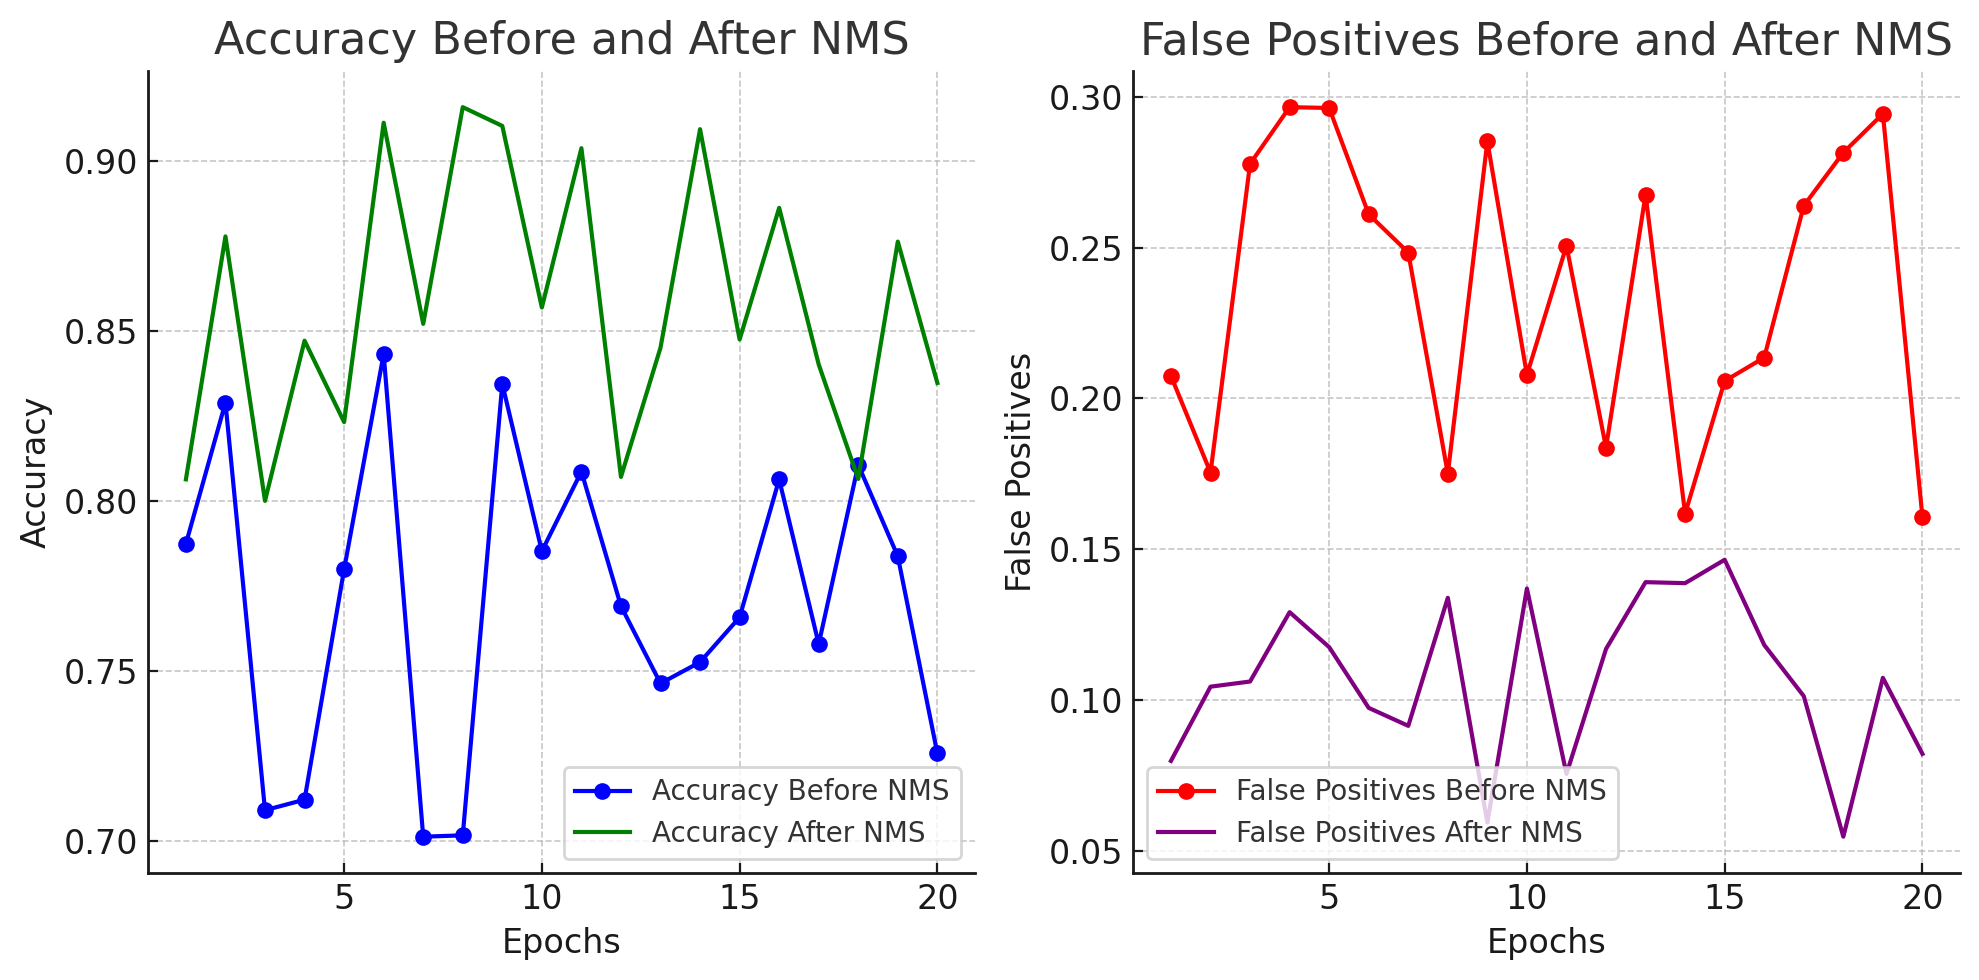 Accuracy Before and After NMS
0.90
0.85
0.80
0.75
0.70
Accuracy
5 10 15 20
Epochs
Accuracy Before NMS
Accuracy After NMS
False Positives Before and After NMS
0.30
0.25
0.20
0.15
0.10
0.05
False Positives
5 10 15 20
Epochs
False Positives Before NMS
False Positives After NMS